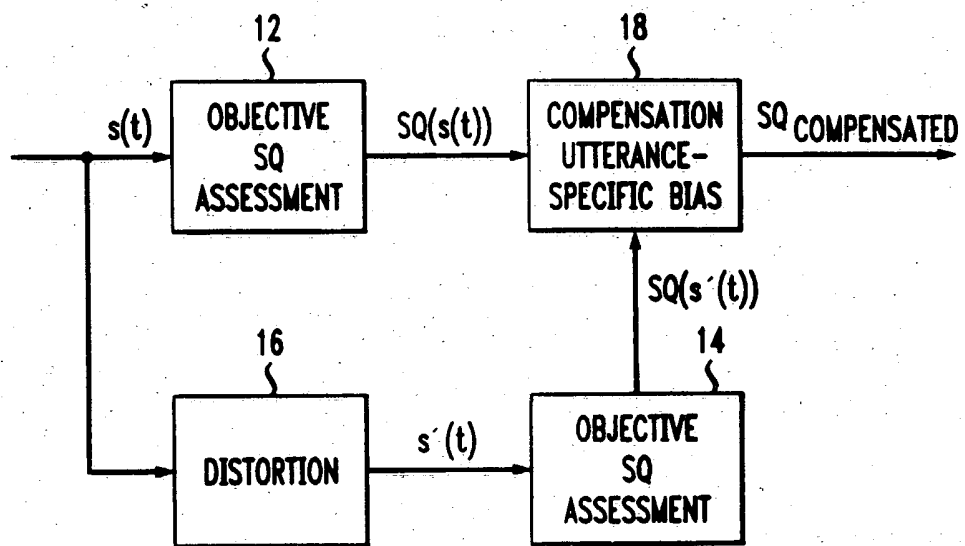 12
18
s(t)
OBJECTIVE
SQ
ASSESSMENT
SQ(s(t))
COMPENSATION
UTTERANCE-
SPECIFIC BIAS
SQ COMPENSATED
SQ(s´(t))
16
14
DISTORTION
s´(t)
OBJECTIVE
SQ
ASSESSMENT